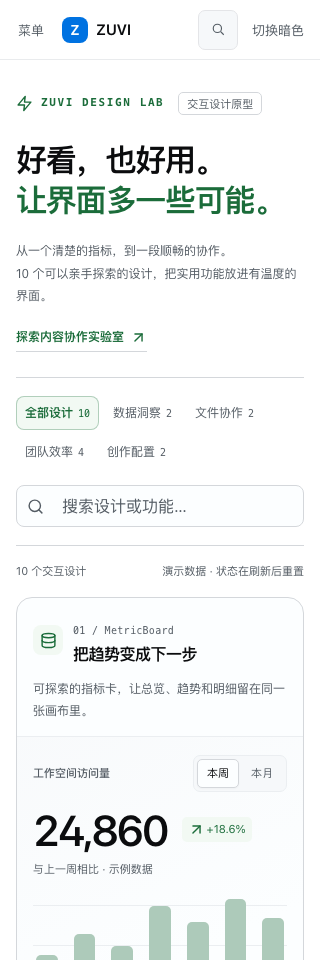 菜单
Z ZUVI
切换暗色
ZUVI DESIGN LAB
交互设计原型
好看，也好用。
让界面多一些可能。
从一个清楚的指标，到一段顺畅的协作。
10 个可以亲手探索的设计，把实用功能放进有温度的
界面。
探索内容协作实验室
全部设计 10
数据洞察 2
文件协作 2
团队效率 4
创作配置 2
搜索设计或功能...
10 个交互设计
演示数据 · 状态在刷新后重置
01 / MetricBoard
把趋势变成下一步
可探索的指标卡，让总览、趋势和明细留在同一
张画布里。
工作空间访问量
本周
本月
24,860
+18.6%
与上一周相比 · 示例数据